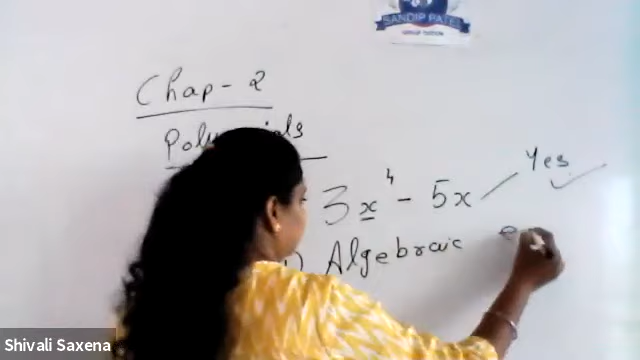 SANDIP PATEL
Chap - 2
3x⁴ - 5x
Yes
Algebraic
Shivali Saxena